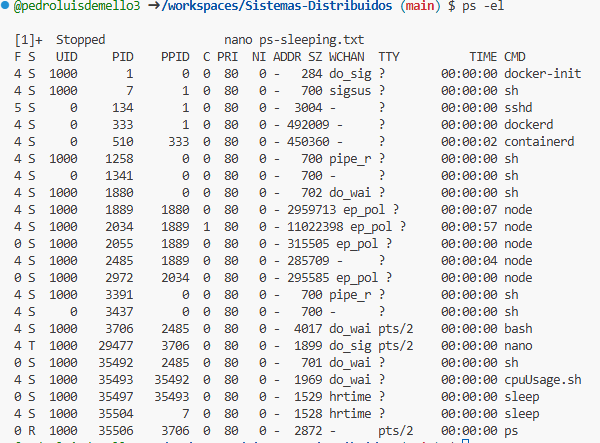 @pedroluisdemello3 →/workspaces/Sistemas-Distribuidos (main) $ ps -el
[1]+  Stopped                 nano ps-sleeping.txt
F S   UID     PID    PPID  C PRI  NI ADDR SZ WCHAN  TTY          TIME CMD
4 S  1000       1       0  0  80   0 -   284 do_sig ?        00:00:00 docker-init
4 S  1000       7       1  0  80   0 -   700 sigsus ?        00:00:00 sh
5 S     0     134       1  0  80   0 -  3004 -      ?        00:00:00 sshd
4 S     0     333       1  0  80   0 - 492009 -     ?        00:00:00 dockerd
4 S     0     510     333  0  80   0 - 450360 -     ?        00:00:02 containerd
4 S  1000    1258       0  0  80   0 -   700 pipe_r ?        00:00:00 sh
4 S     0    1341       0  0  80   0 -   700 -      ?        00:00:00 sh
4 S  1000    1880       0  0  80   0 -   702 do_wai ?        00:00:00 sh
4 S  1000    1889    1880  0  80   0 - 2959713 ep_pol ?      00:00:07 node
4 S  1000    2034    1889  1  80   0 - 11022398 ep_pol ?     00:00:57 node
0 S  1000    2055    1889  0  80   0 - 315505 ep_pol ?       00:00:00 node
4 S  1000    2485    1889  0  80   0 - 285709 -     ?        00:00:04 node
0 S  1000    2972    2034  0  80   0 - 295585 ep_pol ?       00:00:00 node
4 S  1000    3391       0  0  80   0 -   700 pipe_r ?        00:00:00 sh
4 S     0    3437       0  0  80   0 -   700 -      ?        00:00:00 sh
4 S  1000    3706    2485  0  80   0 -  4017 do_wai pts/2    00:00:00 bash
4 T  1000   29477    3706  0  80   0 -  1899 do_sig pts/2    00:00:00 nano
0 S  1000   35492    2485  0  80   0 -   701 do_wai ?        00:00:00 sh
4 S  1000   35493   35492  0  80   0 -  1969 do_wai ?        00:00:00 cpuUsage.sh
0 S  1000   35497   35493  0  80   0 -  1529 hrtime ?        00:00:00 sleep
4 S  1000   35504       7  0  80   0 -  1528 hrtime ?        00:00:00 sleep
0 R  1000   35506    3706  0  80   0 -  2872 -      pts/2    00:00:00 ps